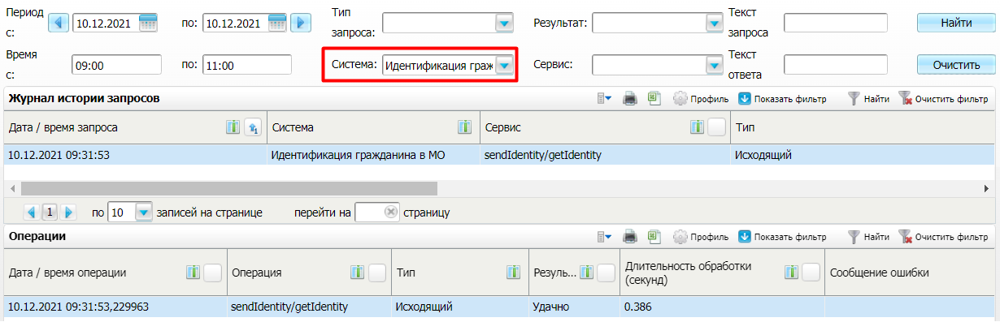 Период с: 10.12.2021 по: 10.12.2021 Тип запроса: Результат: Текст запроса Найти
Время с: 09:00 по: 11:00 Система: Идентификация граж Сервис: Текст ответа Очистить
Журнал истории запросов Профиль Показать фильтр Найти Очистить фильтр
Дата / время запроса 1 Система Сервис Тип
10.12.2021 09:31:53 Идентификация гражданина в МО sendIdentity/getIdentity Исходящий
1 по 10 записей на странице перейти на страницу
Операции Профиль Показать фильтр Найти Очистить фильтр
Дата / время операции Операция Тип Резуль... Длительность обработки (секунд) Сообщение ошибки
10.12.2021 09:31:53,229963 sendIdentity/getIdentity Исходящий Удачно 0.386